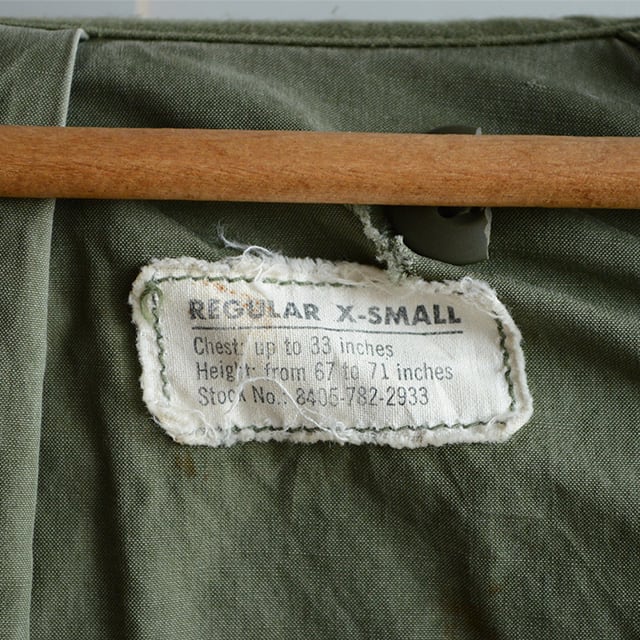 REGULAR X-SMALL
Chest: up to 33 inches
Height: from 67 to 71 inches
Stock No.: 8405-782-2933